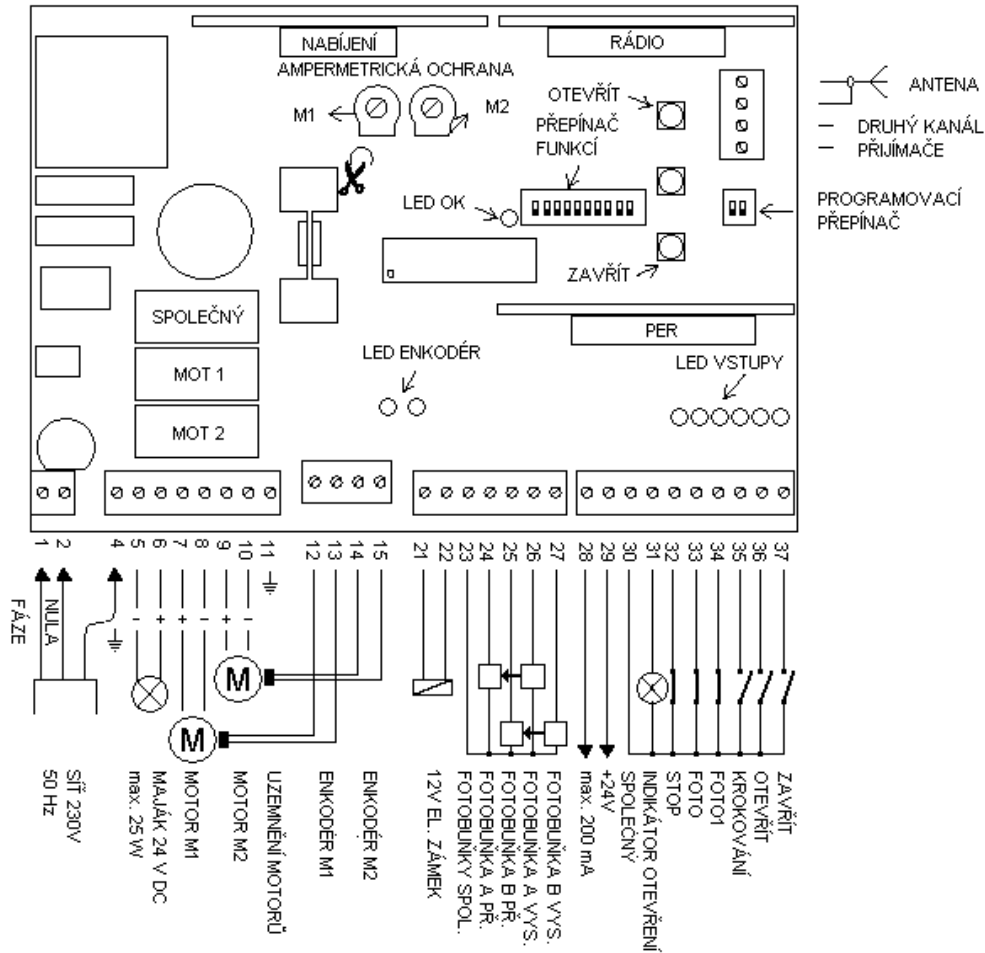 NABÍJENÍ
RÁDIO
AMPERMETRICKÁ OCHRANA
M1
M2
OTEVŘÍT
PŘEPÍNAČ
FUNKCÍ
LED OK
ZAVŘÍT
ANTENA
DRUHÝ KANÁL
PŘIJÍMAČE
PROGRAMOVACÍ
PŘEPÍNAČ
SPOLEČNÝ
MOT 1
MOT 2
PER
LED ENKODÉR
LED VSTUPY
1
2
4
5
6
7
8
9
10
11
12
13
14
15
21
22
23
24
25
26
27
28
29
30
31
32
33
34
35
36
37
FÁZE
NULA
- + + - + -
M
M
SÍŤ 230V
50 Hz
MAJÁK 24 V DC
max. 25 W
MOTOR M1
MOTOR M2
UZEMNĚNÍ MOTORŮ
ENKODÉR M1
ENKODÉR M2
12V EL. ZÁMEK
FOTOBUŇKY SPOL.
FOTOBUŇKA A PŘ.
FOTOBUŇKA B PŘ.
FOTOBUŇKA A VYS.
FOTOBUŇKA B VYS.
max. 200 mA
+24V
SPOLEČNÝ
INDIKÁTOR OTEVŘENÍ
STOP
FOTO
FOTO1
KROKOVÁNÍ
OTEVŘÍT
ZAVŘÍT